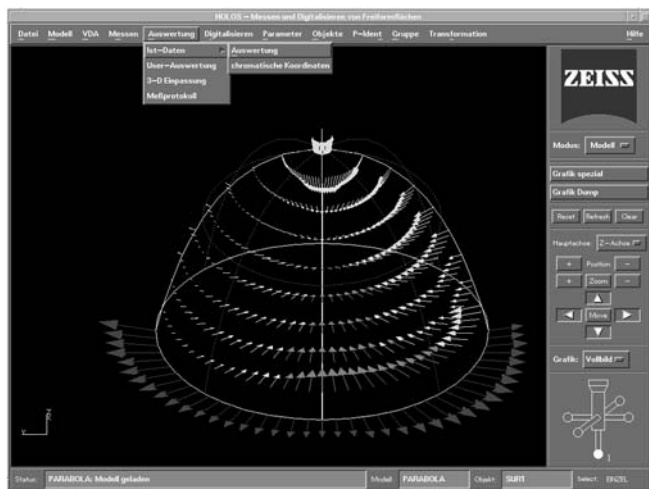 HOLOS - Messen und Digitalisieren von Freiformflächen
Datei Modell VDA Messen Auswertung Digitalisieren Parameter Objekte P-Ident Gruppe Transformation Hilfe
Ist-Daten
Auswertung
User-Auswertung
chromatische Koordinaten
3-D Einpassung
Meßprotokoll
ZEISS
Modus: Modell
Grafik spezial
Grafik Dump
Reset Refresh Clear
Hauptachse: Z-Achse
+ Position -
+ Zoom -
Move
Grafik: Vollbild
1
Y
Status: PARABOLA: Modell geladen Modell: PARABOLA Objekt: SUR1 Select: EINZEL